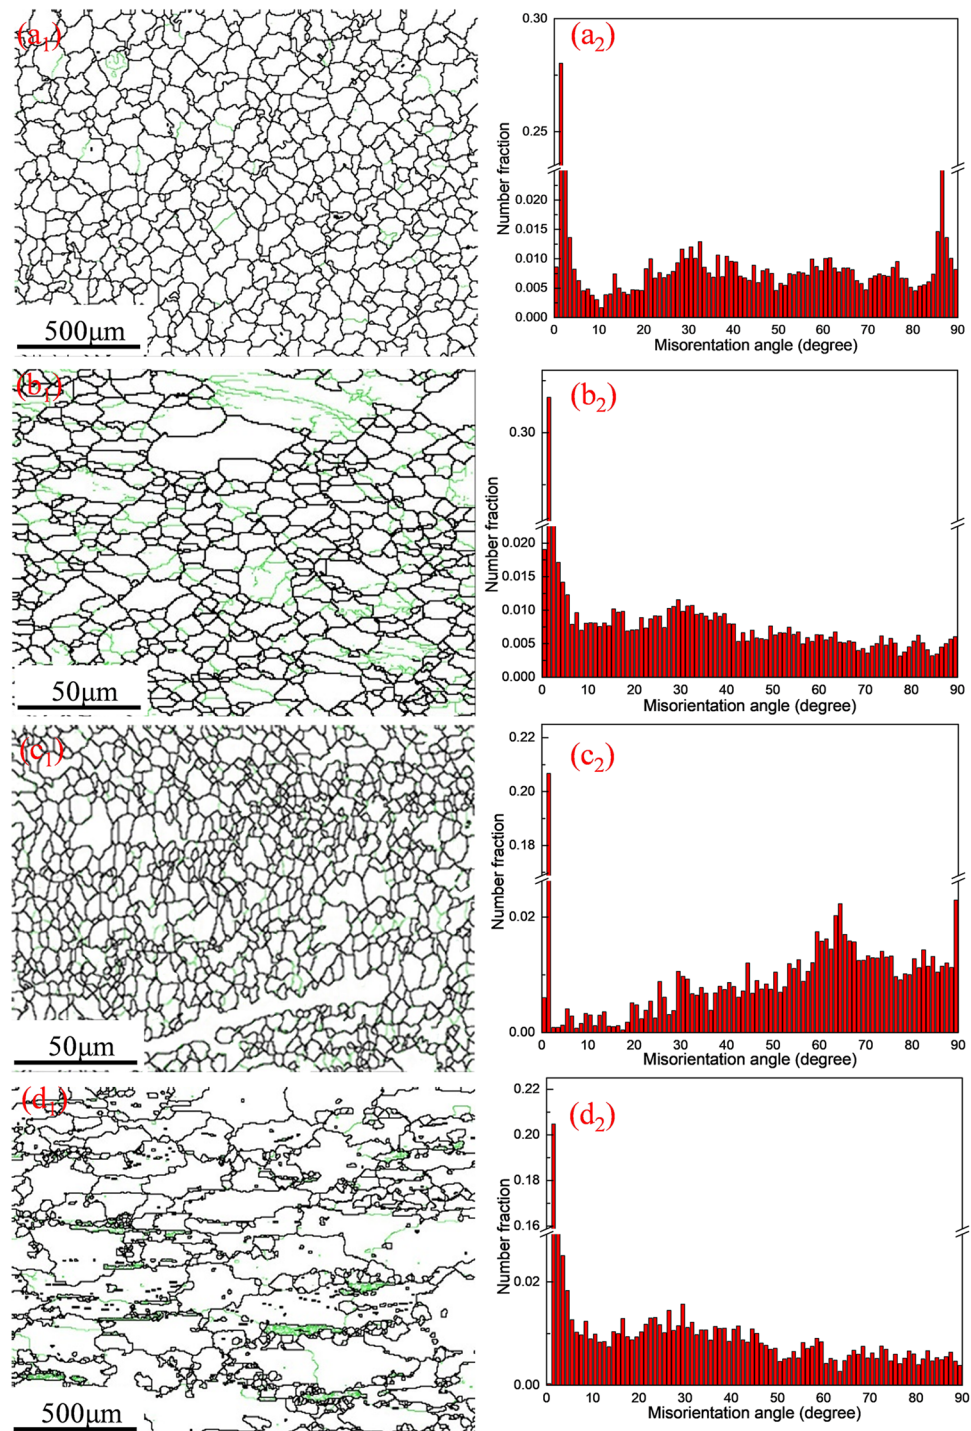 (a₁)
500μm
(a₂)
Number fraction
0.30
0.25
0.020
0.015
0.010
0.005
0.000
0 10 20 30 40 50 60 70 80 90
Misorentation angle (degree)
(b₁)
50μm
(b₂)
Number fraction
0.30
0.020
0.015
0.010
0.005
0.000
0 10 20 30 40 50 60 70 80 90
Misorientation angle (degree)
(c₁)
50μm
(c₂)
Number fraction
0.22
0.20
0.18
0.02
0.00
0 10 20 30 40 50 60 70 80 90
Misorientation angle (degree)
(d₁)
500μm
(d₂)
Number fraction
0.22
0.20
0.18
0.16
0.02
0.00
0 10 20 30 40 50 60 70 80 90
Misorientation angle (degree)